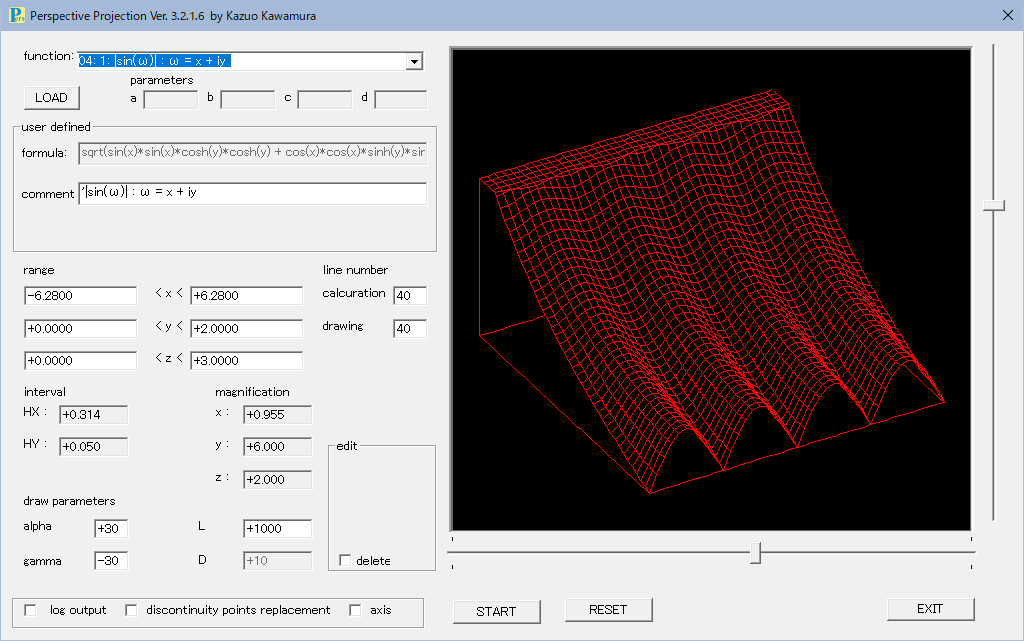 Perspective Projection Ver. 3.2.1.6 by Kazuo Kawamura
function: 04: 1: |sin(ω)| : ω = x + iy
parameters
LOAD a b c d
user defined
formula: sqrt(sin(x)*sin(x)*cosh(y)*cosh(y) + cos(x)*cos(x)*sinh(y)*sin
comment '|sin(ω)| : ω = x + iy
range line number
-6.2800 < x < +6.2800 calcuration 40
+0.0000 < y < +2.0000 drawing 40
+0.0000 < z < +3.0000
interval magnification
HX : +0.314 x : +0.955
HY : +0.050 y : +6.000 edit
z : +2.000
draw parameters
alpha +30 L +1000
gamma -30 D +10 delete
log output discontinuity points replacement axis START RESET EXIT